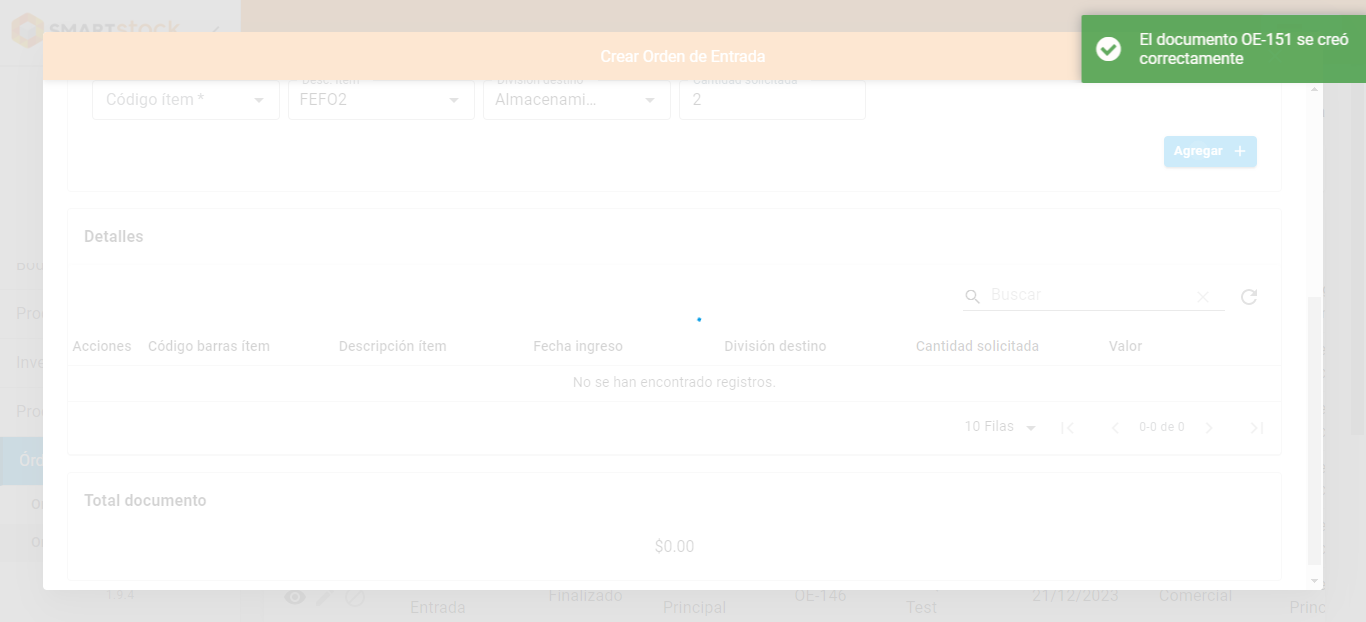 SMARTstock
Crear Orden de Entrada
El documento OE-151 se creó
correctamente
Desc. ítem División destino Cantidad solicitada
Código ítem * FEFO2 Almacenami... 2
Agregar +
Detalles
Buscar
Acciones Código barras ítem Descripción ítem Fecha ingreso División destino Cantidad solicitada Valor
No se han encontrado registros.
10 Filas 0-0 de 0
Total documento
$0.00
Pro
Inve
Pro
Órd
1.9.4
Entrada Finalizado Principal OE-146 Test 21/12/2023 Comercial Princ